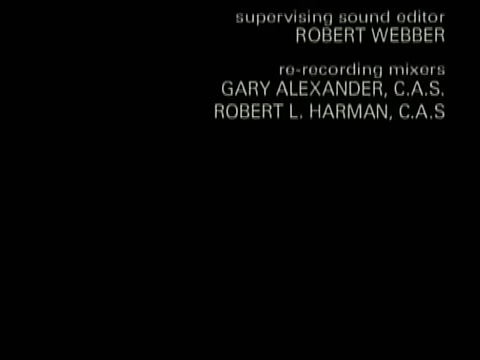 supervising sound editor
ROBERT WEBBER
re-recording mixers
GARY ALEXANDER, C.A.S.
ROBERT L. HARMAN, C.A.S